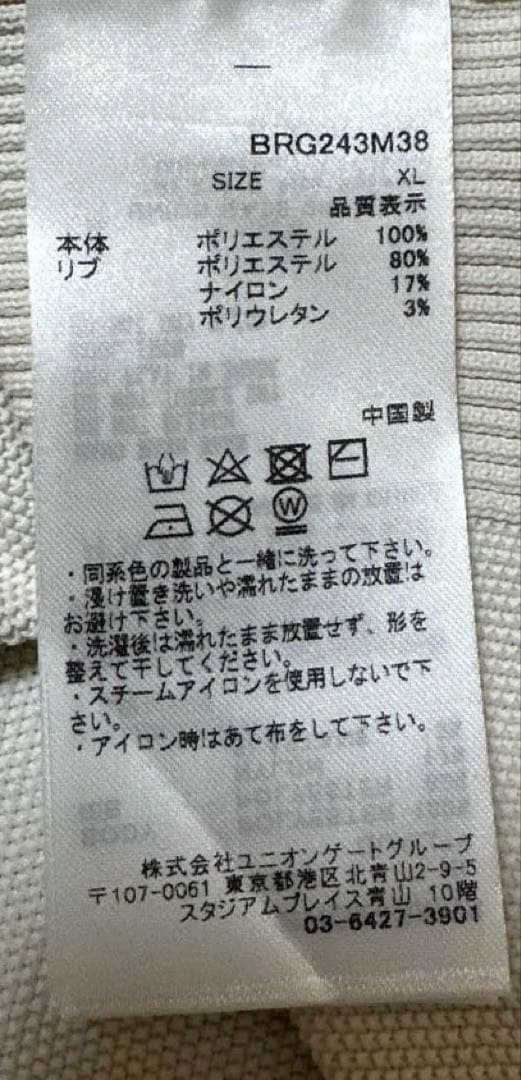 BRG243M38
SIZE XL
品質表示
本体 ポリエステル 100%
リブ ポリエステル 80%
ナイロン 17%
ポリウレタン 3%
中国製
W
・同系色の製品と一緒に洗って下さい。
・浸け置き洗いや濡れたままの放置は
お避け下さい。
・洗濯後は濡れたまま放置せず、形を
整えて干してください。
・スチームアイロンを使用しないで下
さい。
・アイロン時はあて布をして下さい。
株式会社ユニオンゲートグループ
〒107-0061 東京都港区北青山2-9-5
スタジアムプレイス青山 10階
03-6427-3901